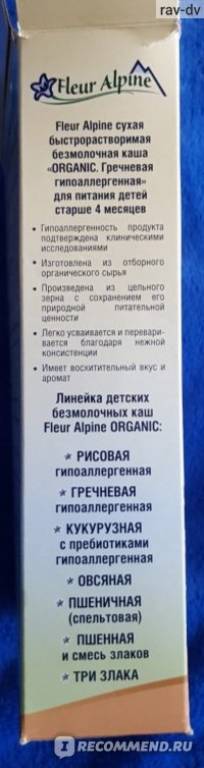 rav-dv
Fleur Alpine
Fleur Alpine сухая
быстрорастворимая
безмолочная каша
«ORGANIC. Гречневая
гипоаллергенная»
для питания детей
старше 4 месяцев
• Гипоаллергенность продукта
подтверждена клиническими
исследованиями
• Изготовлена из отборного
органического сырья
• Произведена из цельного
зерна с сохранением его
природной питательной
ценности
• Легко усваивается и перевари-
вается благодаря нежной
консистенции
• Имеет восхитительный вкус и
аромат
Линейка детских
безмолочных каш
Fleur Alpine ORGANIC:
* РИСОВАЯ
гипоаллергенная
* ГРЕЧНЕВАЯ
гипоаллергенная
* КУКУРУЗНАЯ
с пребиотиками
гипоаллергенная
* ОВСЯНАЯ
* ПШЕНИЧНАЯ
(спельтовая)
* ПШЕННАЯ
и смесь злаков
* ТРИ ЗЛАКА
IRECOMMEND.RU